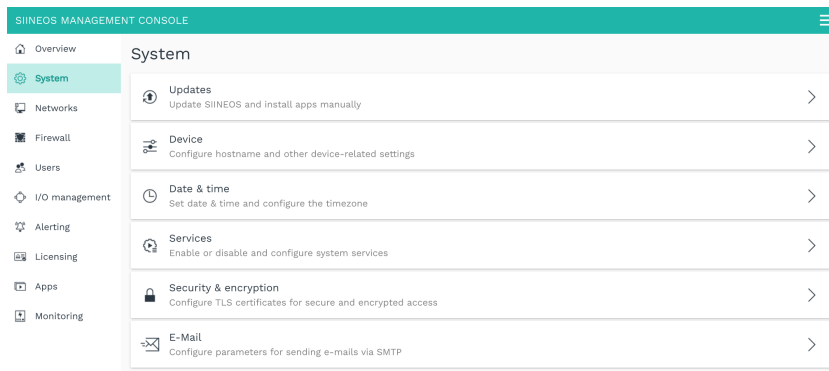 SIINEOS MANAGEMENT CONSOLE
Overview
System
Networks
Firewall
Users
I/O management
Alerting
Licensing
Apps
Monitoring
System
Updates
Update SIINEOS and install apps manually
Device
Configure hostname and other device-related settings
Date & time
Set date & time and configure the timezone
Services
Enable or disable and configure system services
Security & encryption
Configure TLS certificates for secure and encrypted access
E-Mail
Configure parameters for sending e-mails via SMTP